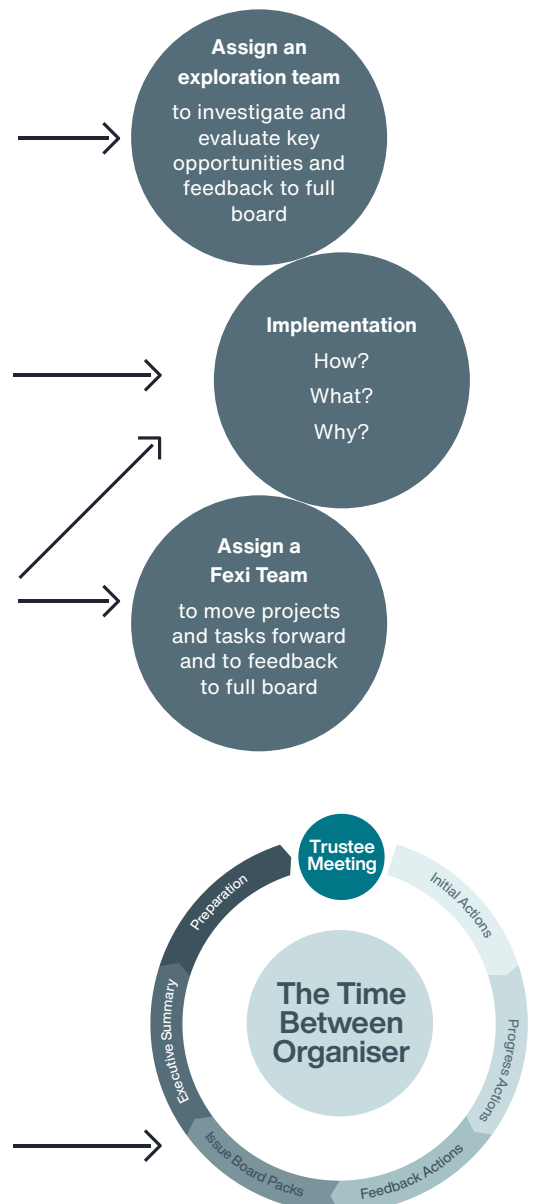 Assign an
exploration team
to investigate and
evaluate key
opportunities and
feedback to full
board
Implementation
How?
What?
Why?
Assign a
Fexi Team
to move projects
and tasks forward
and to feedback
to full board
Trustee
Meeting
Initial Actions
Progress Actions
Feedback Actions
Issue Board Packs
Executive Summary
Preparation
The Time
Between
Organiser